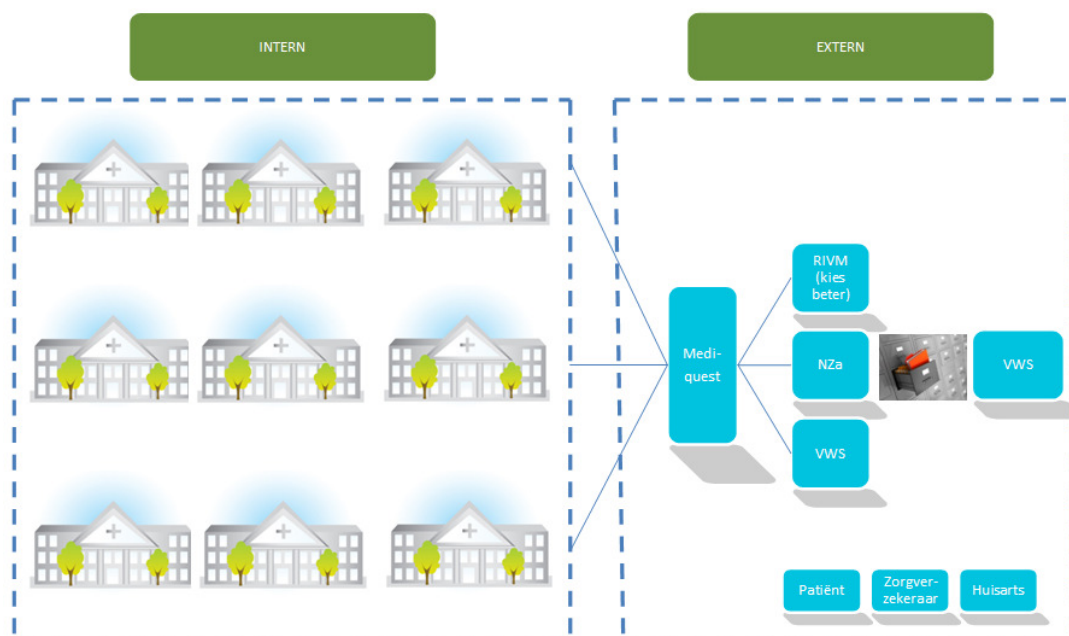 INTERN
EXTERN
RIVM
(kies
beter)
Medi-
quest
NZa
VWS
VWS
Patiënt
Zorgver-
zekeraar
Huisarts